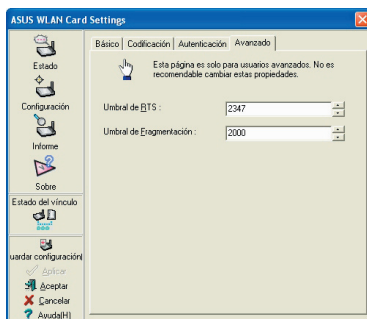 ASUS WLAN Card Settings
Estado
Configuración
Informe
Sobre
Estado del vínculo
uardar configuración
Aplicar
Aceptar
Cancelar
Ayuda(H)
Básico
Codificación
Autenticación
Avanzado
Esta página es solo para usuarios avanzados. No es
recomendable cambiar estas propiedades.
Umbral de RTS :
2347
Umbral de Fragmentación :
2000